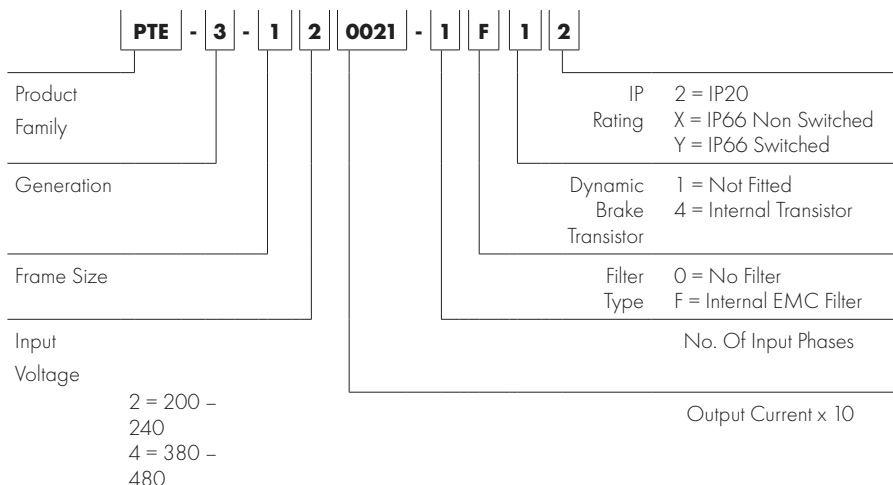 PTE - 3 - 1 2 0021 - 1 F 1 2
Product
Family
Generation
Frame Size
Input
Voltage
2 = 200 –
240
4 = 380 –
480
IP 2 = IP20
Rating X = IP66 Non Switched
Y = IP66 Switched
Dynamic 1 = Not Fitted
Brake 4 = Internal Transistor
Transistor
Filter 0 = No Filter
Type F = Internal EMC Filter
No. Of Input Phases
Output Current x 10